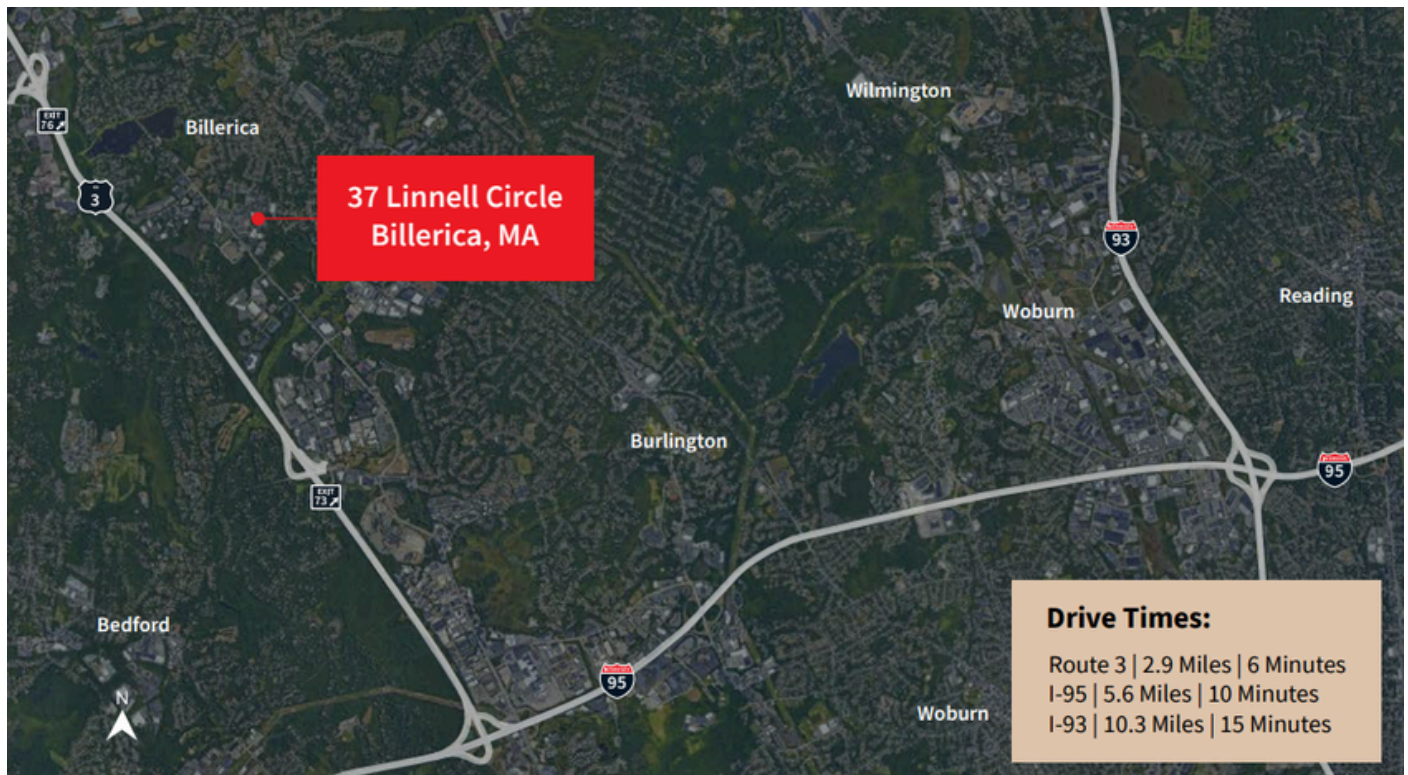 Wilmington
EXIT
76
Billerica
3
37 Linnell Circle
Billerica, MA
93
Reading
Woburn
Burlington
95
EXIT
73
Bedford
95
N
Woburn
Drive Times:
Route 3 | 2.9 Miles | 6 Minutes
I-95 | 5.6 Miles | 10 Minutes
I-93 | 10.3 Miles | 15 Minutes